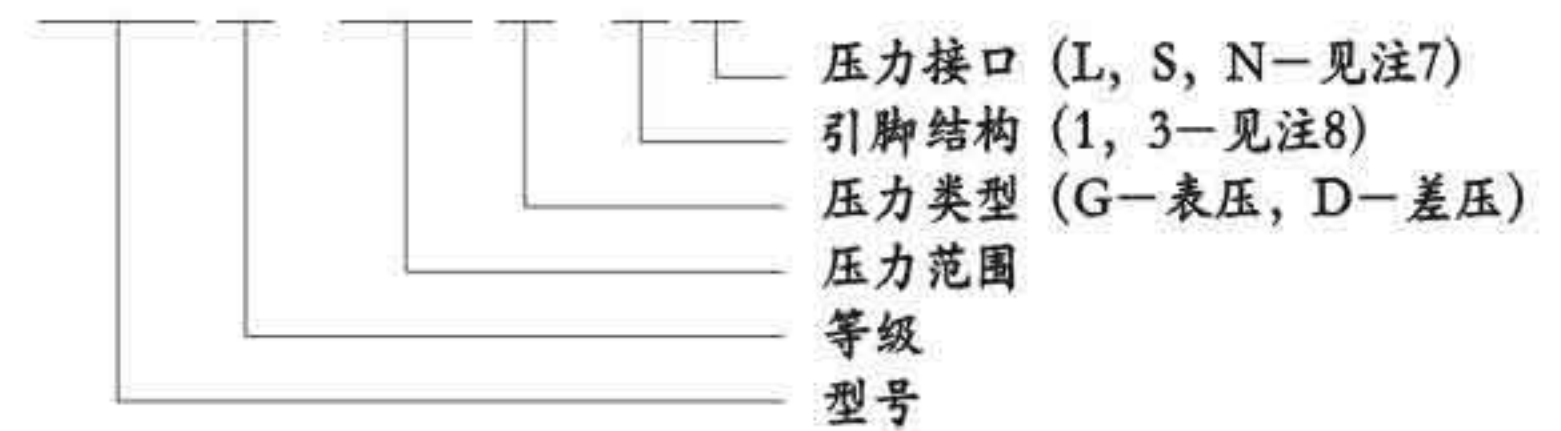 压力接口 (L, S, N－见注7)
引脚结构 (1, 3－见注8)
压力类型 (G－表压, D－差压)
压力范围
等级
型号